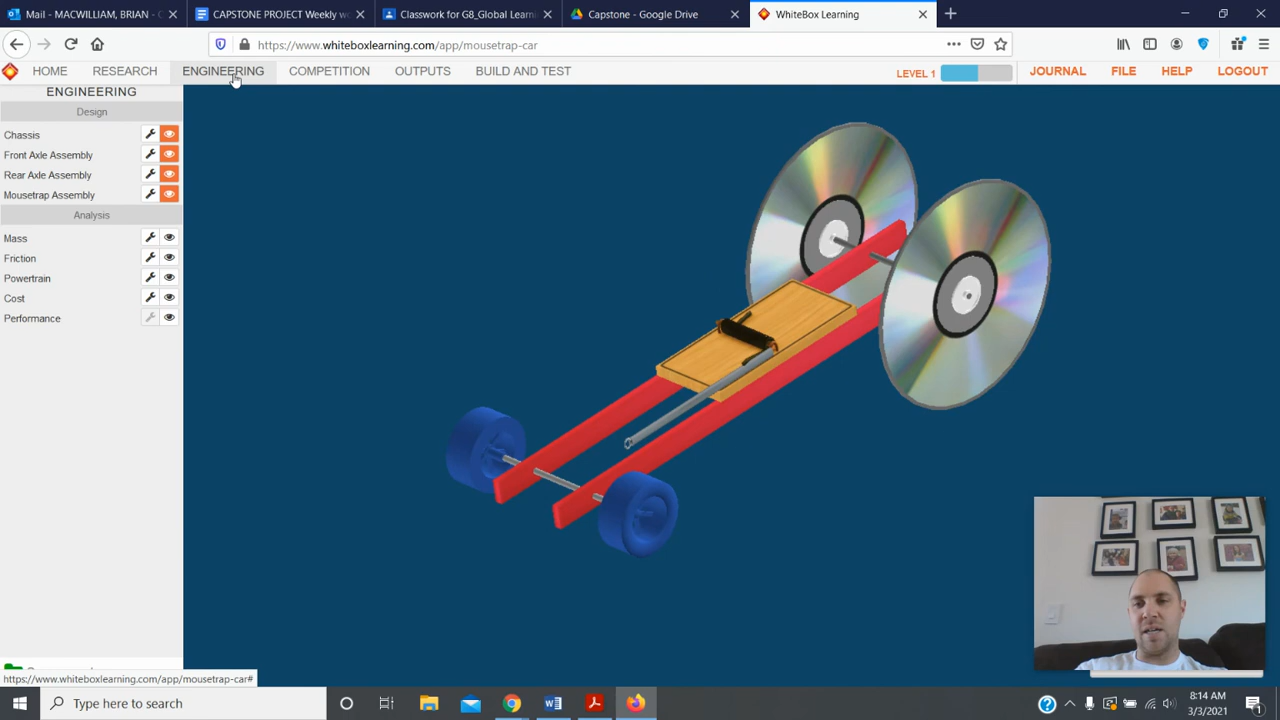 Mail - MACWILLIAM, BRIAN - C
CAPSTONE PROJECT Weekly w
Classwork for G8_Global Learni
Capstone - Google Drive
WhiteBox Learning
https://www.whiteboxlearning.com/app/mousetrap-car
HOME RESEARCH ENGINEERING COMPETITION OUTPUTS BUILD AND TEST LEVEL 1 JOURNAL FILE HELP LOGOUT
ENGINEERING
Design
Chassis
Front Axle Assembly
Rear Axle Assembly
Mousetrap Assembly
Analysis
Mass
Friction
Powertrain
Cost
Performance
https://www.whiteboxlearning.com/app/mousetrap-car#
Type here to search
8:14 AM
3/3/2021